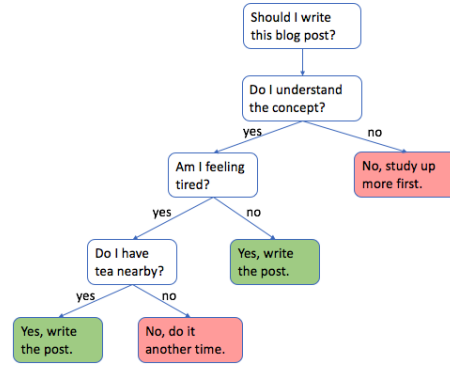 Should I write
this blog post?
Do I understand
the concept?
yes
no
Am I feeling
tired?
No, study up
more first.
yes
no
Do I have
tea nearby?
Yes, write
the post.
yes
no
Yes, write
the post.
No, do it
another time.